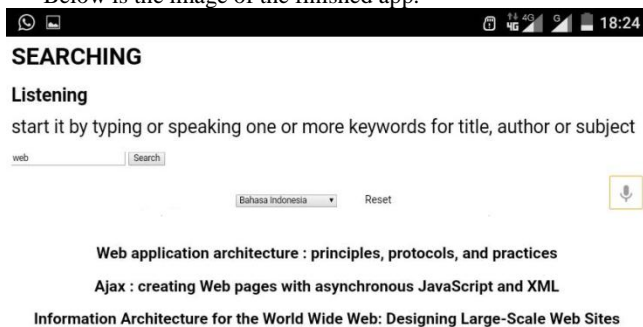 Below is the image of the finished app.
4G 4G G 18:24
SEARCHING
Listening
start it by typing or speaking one or more keywords for title, author or subject
web Search
Bahasa Indonesia Reset
Web application architecture : principles, protocols, and practices
Ajax : creating Web pages with asynchronous JavaScript and XML
Information Architecture for the World Wide Web: Designing Large-Scale Web Sites